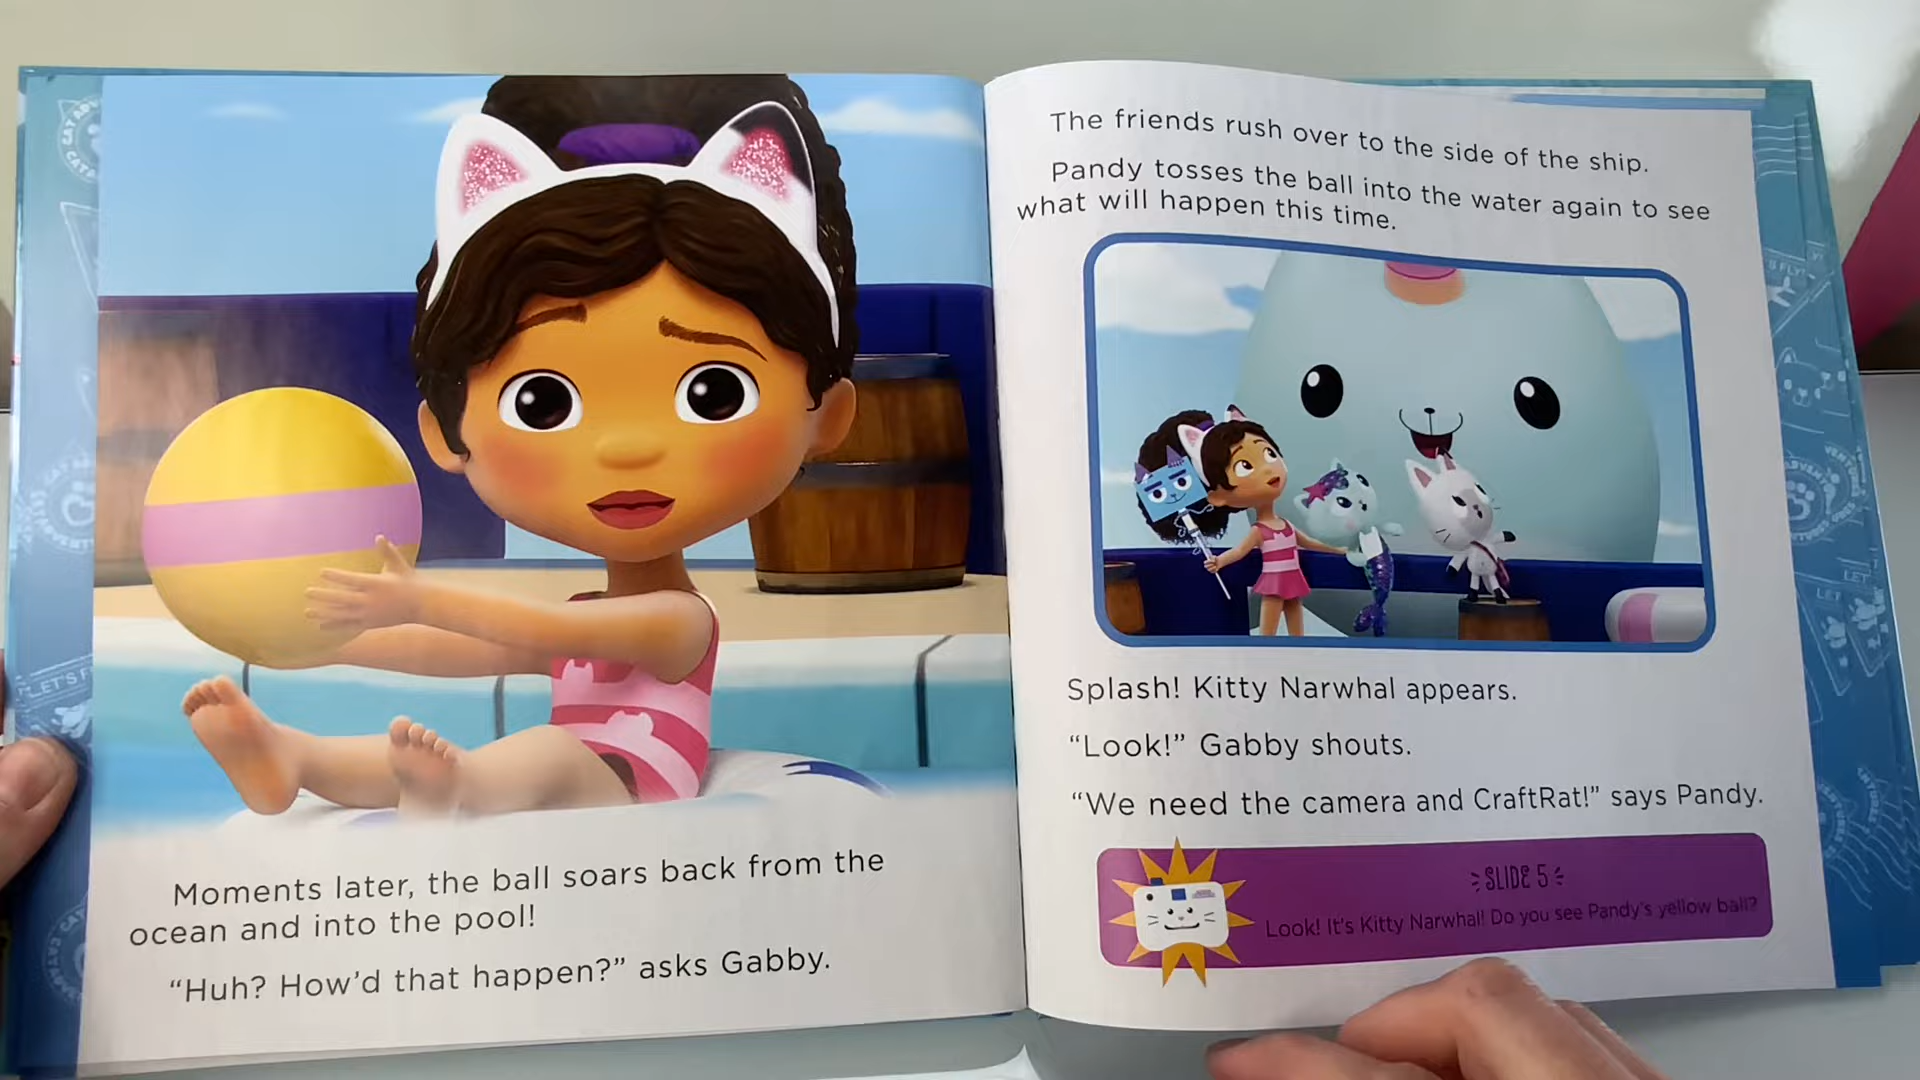 Moments later, the ball soars back from the
ocean and into the pool!
“Huh? How’d that happen?” asks Gabby.
The friends rush over to the side of the ship.
Pandy tosses the ball into the water again to see
what will happen this time.
Splash! Kitty Narwhal appears.
“Look!” Gabby shouts.
“We need the camera and CraftRat!” says Pandy.
SLIDE 5
Look! It’s Kitty Narwhal! Do you see Pandy’s yellow ball?
LET’S F
LET